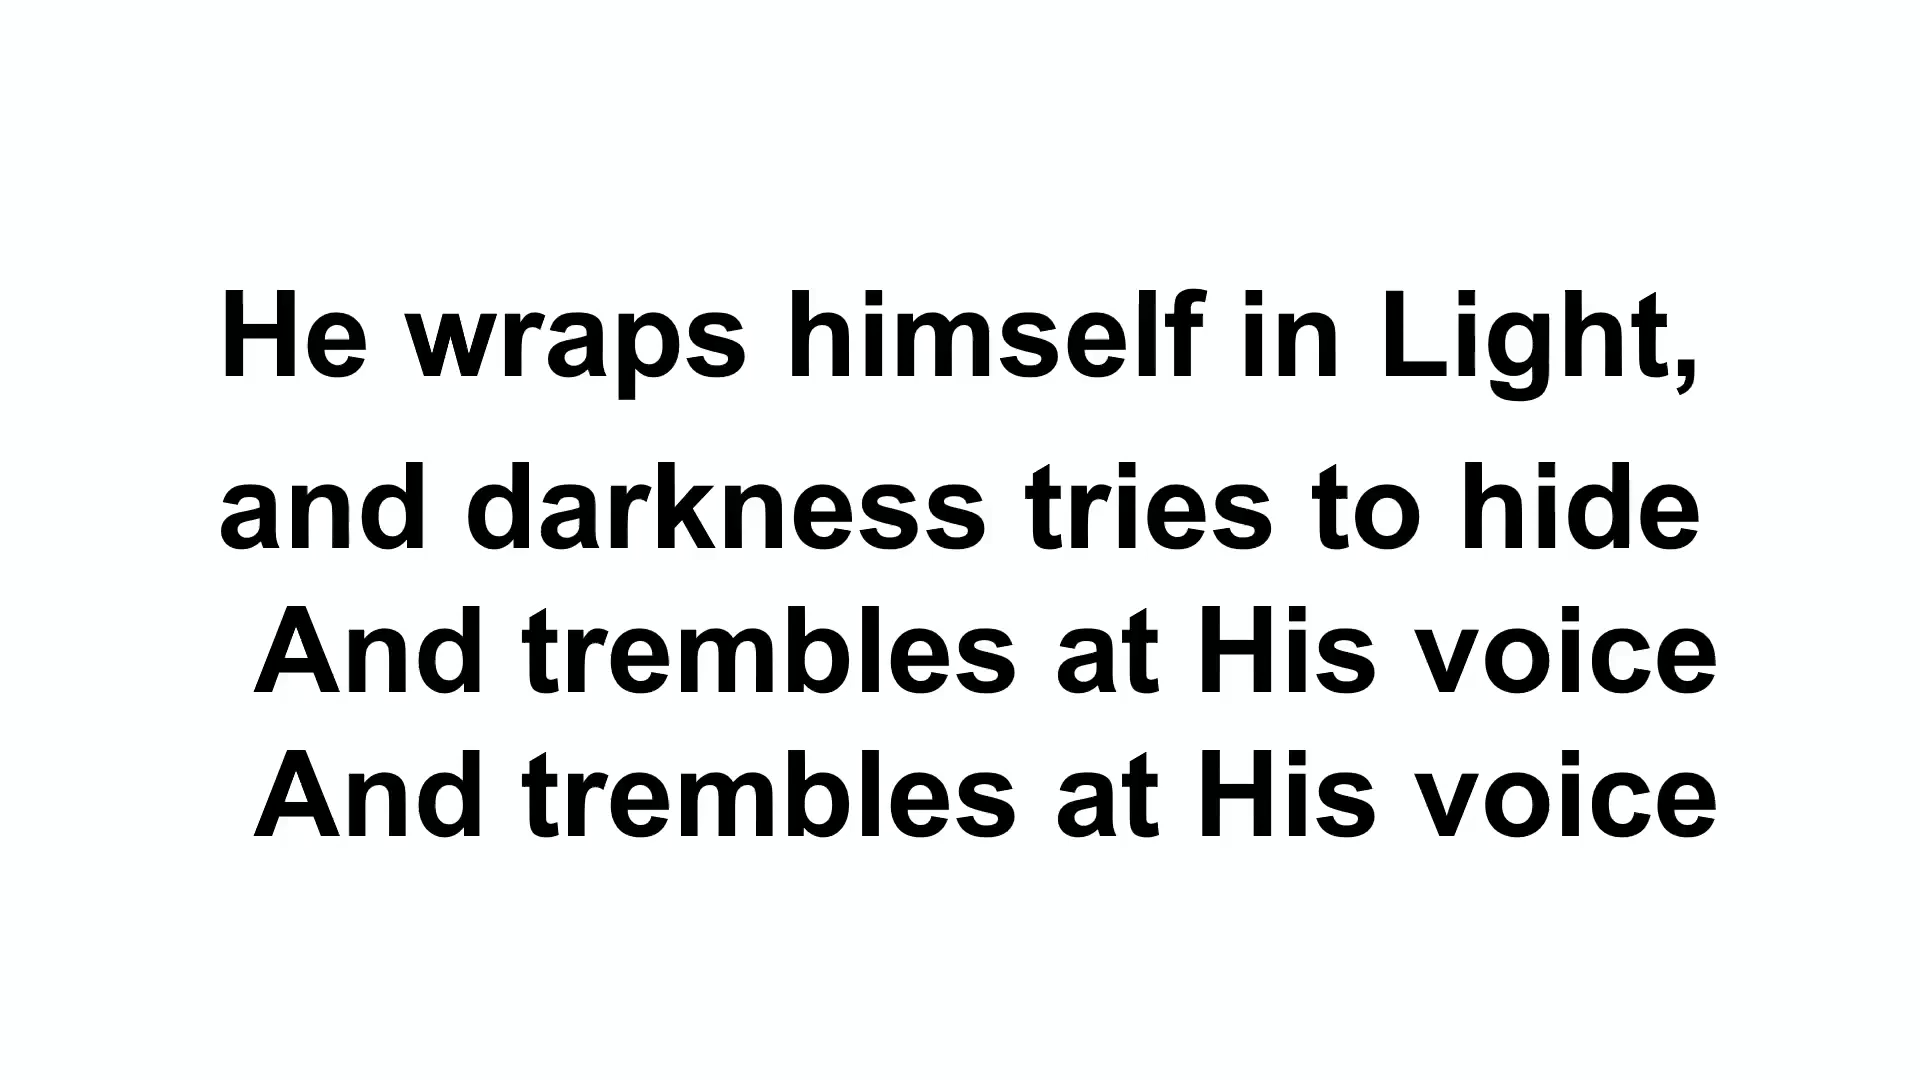 He wraps himself in Light,
and darkness tries to hide
And trembles at His voice
And trembles at His voice